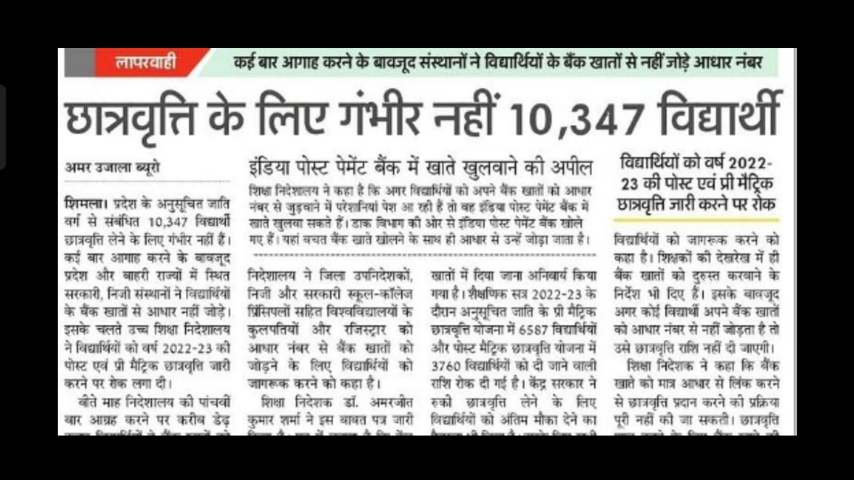 लापरवाही
कई बार आगाह करने के बावजूद संस्थानों ने विद्यार्थियों के बैंक खातों से नहीं जोड़े आधार नंबर
छात्रवृत्ति के लिए गंभीर नहीं 10,347 विद्यार्थी
अमर उजाला ब्यूरो
शिमला। प्रदेश के अनुसूचित जाति
वर्ग से संबंधित 10,347 विद्यार्थी
छात्रवृत्ति लेने के लिए गंभीर नहीं हैं।
कई बार आगाह करने के बावजूद
प्रदेश और बाहरी राज्यों में स्थित
सरकारी, निजी संस्थानों ने विद्यार्थियों
के बैंक खातों से आधार नहीं जोड़े।
इसके चलते उच्च शिक्षा निदेशालय
ने विद्यार्थियों को वर्ष 2022-23 की
पोस्ट एवं प्री मैट्रिक छात्रवृत्ति जारी
करने पर रोक लगा दी।
बीते माह निदेशालय की पांचवीं
बार आग्रह करने पर करीब डेढ़
इंडिया पोस्ट पेमेंट बैंक में खाते खुलवाने की अपील
शिक्षा निदेशालय ने कहा है कि अगर विद्यार्थियों को अपने बैंक खातों को आधार
नंबर से जुड़वाने में परेशानियां पेश आ रही हैं तो वह इंडिया पोस्ट पेमेंट बैंक में
खाते खुलवा सकते हैं। डाक विभाग की ओर से इंडिया पोस्ट पेमेंट बैंक खोले
गए हैं। यहां बचत बैंक खाते खोलने के साथ ही आधार से उन्हें जोड़ा जाता है।
निदेशालय ने जिला उपनिदेशकों,
निजी और सरकारी स्कूल-कॉलेज
प्रिंसिपलों सहित विश्वविद्यालयों के
कुलपतियों और रजिस्ट्रार को
आधार नंबर से बैंक खातों को
जोड़ने के लिए विद्यार्थियों को
जागरूक करने को कहा है।
शिक्षा निदेशक डॉ. अमरजीत
कुमार शर्मा ने इस बाबत पत्र जारी
खातों में दिया जाना अनिवार्य किया
गया है। शैक्षणिक सत्र 2022-23 के
दौरान अनुसूचित जाति के प्री मैट्रिक
छात्रवृत्ति योजना में 6587 विद्यार्थियों
और पोस्ट मैट्रिक छात्रवृत्ति योजना में
3760 विद्यार्थियों को दी जाने वाली
राशि रोक दी गई है। केंद्र सरकार ने
रुकी छात्रवृत्ति लेने के लिए
विद्यार्थियों को अंतिम मौका देने का
विद्यार्थियों को वर्ष 2022-
23 की पोस्ट एवं प्री मैट्रिक
छात्रवृत्ति जारी करने पर रोक
विद्यार्थियों को जागरूक करने को
कहा है। शिक्षकों की देखरेख में ही
बैंक खातों को दुरुस्त करवाने के
निर्देश भी दिए हैं। इसके बावजूद
अगर कोई विद्यार्थी अपने बैंक खातों
को आधार नंबर से नहीं जोड़ता है तो
उसे छात्रवृत्ति राशि नहीं दी जाएगी।
शिक्षा निदेशक ने कहा कि बैंक
खाते को मात्र आधार से लिंक करने
से छात्रवृत्ति प्रदान करने की प्रक्रिया
पूरी नहीं की जा सकती। छात्रवृत्ति